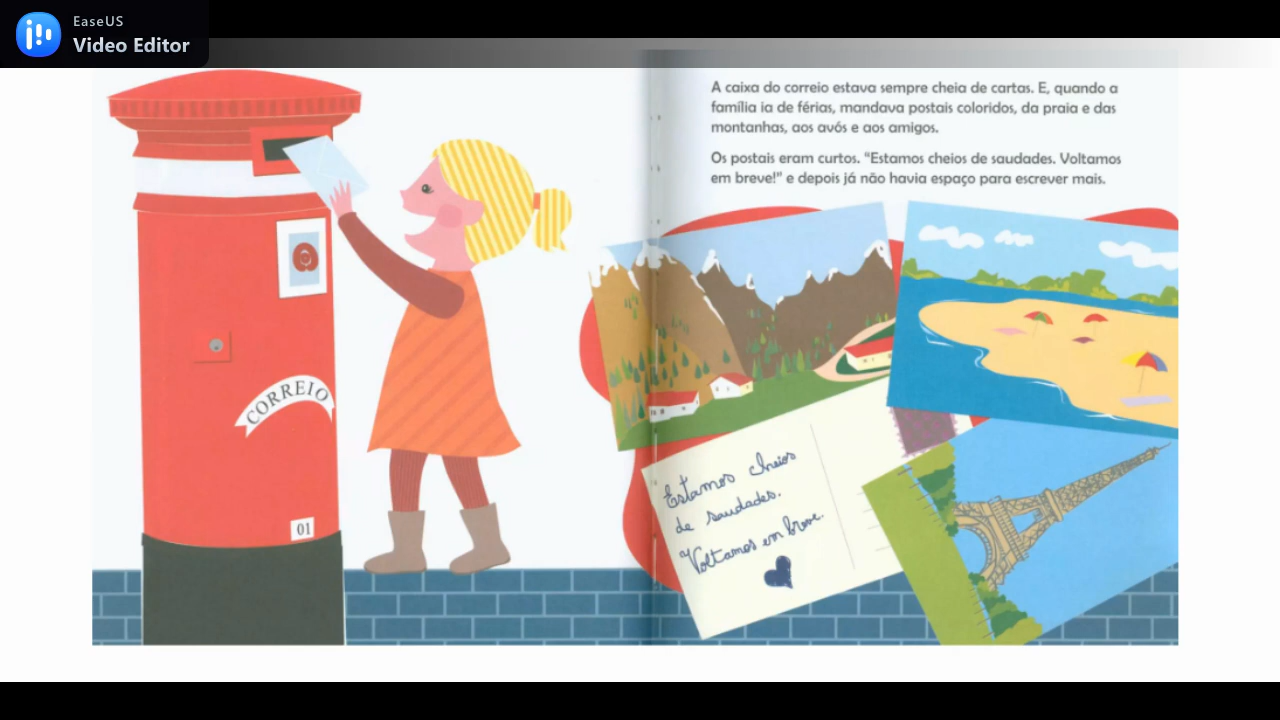 EaseUS
Video Editor
A caixa do correio estava sempre cheia de cartas. E, quando a
família ia de férias, mandava postais coloridos, da praia e das
montanhas, aos avós e aos amigos.
Os postais eram curtos. “Estamos cheios de saudades. Voltamos
em breve!” e depois já não havia espaço para escrever mais.
CORREIO
01
Estamos cheios
de saudades.
Voltamos em breve.